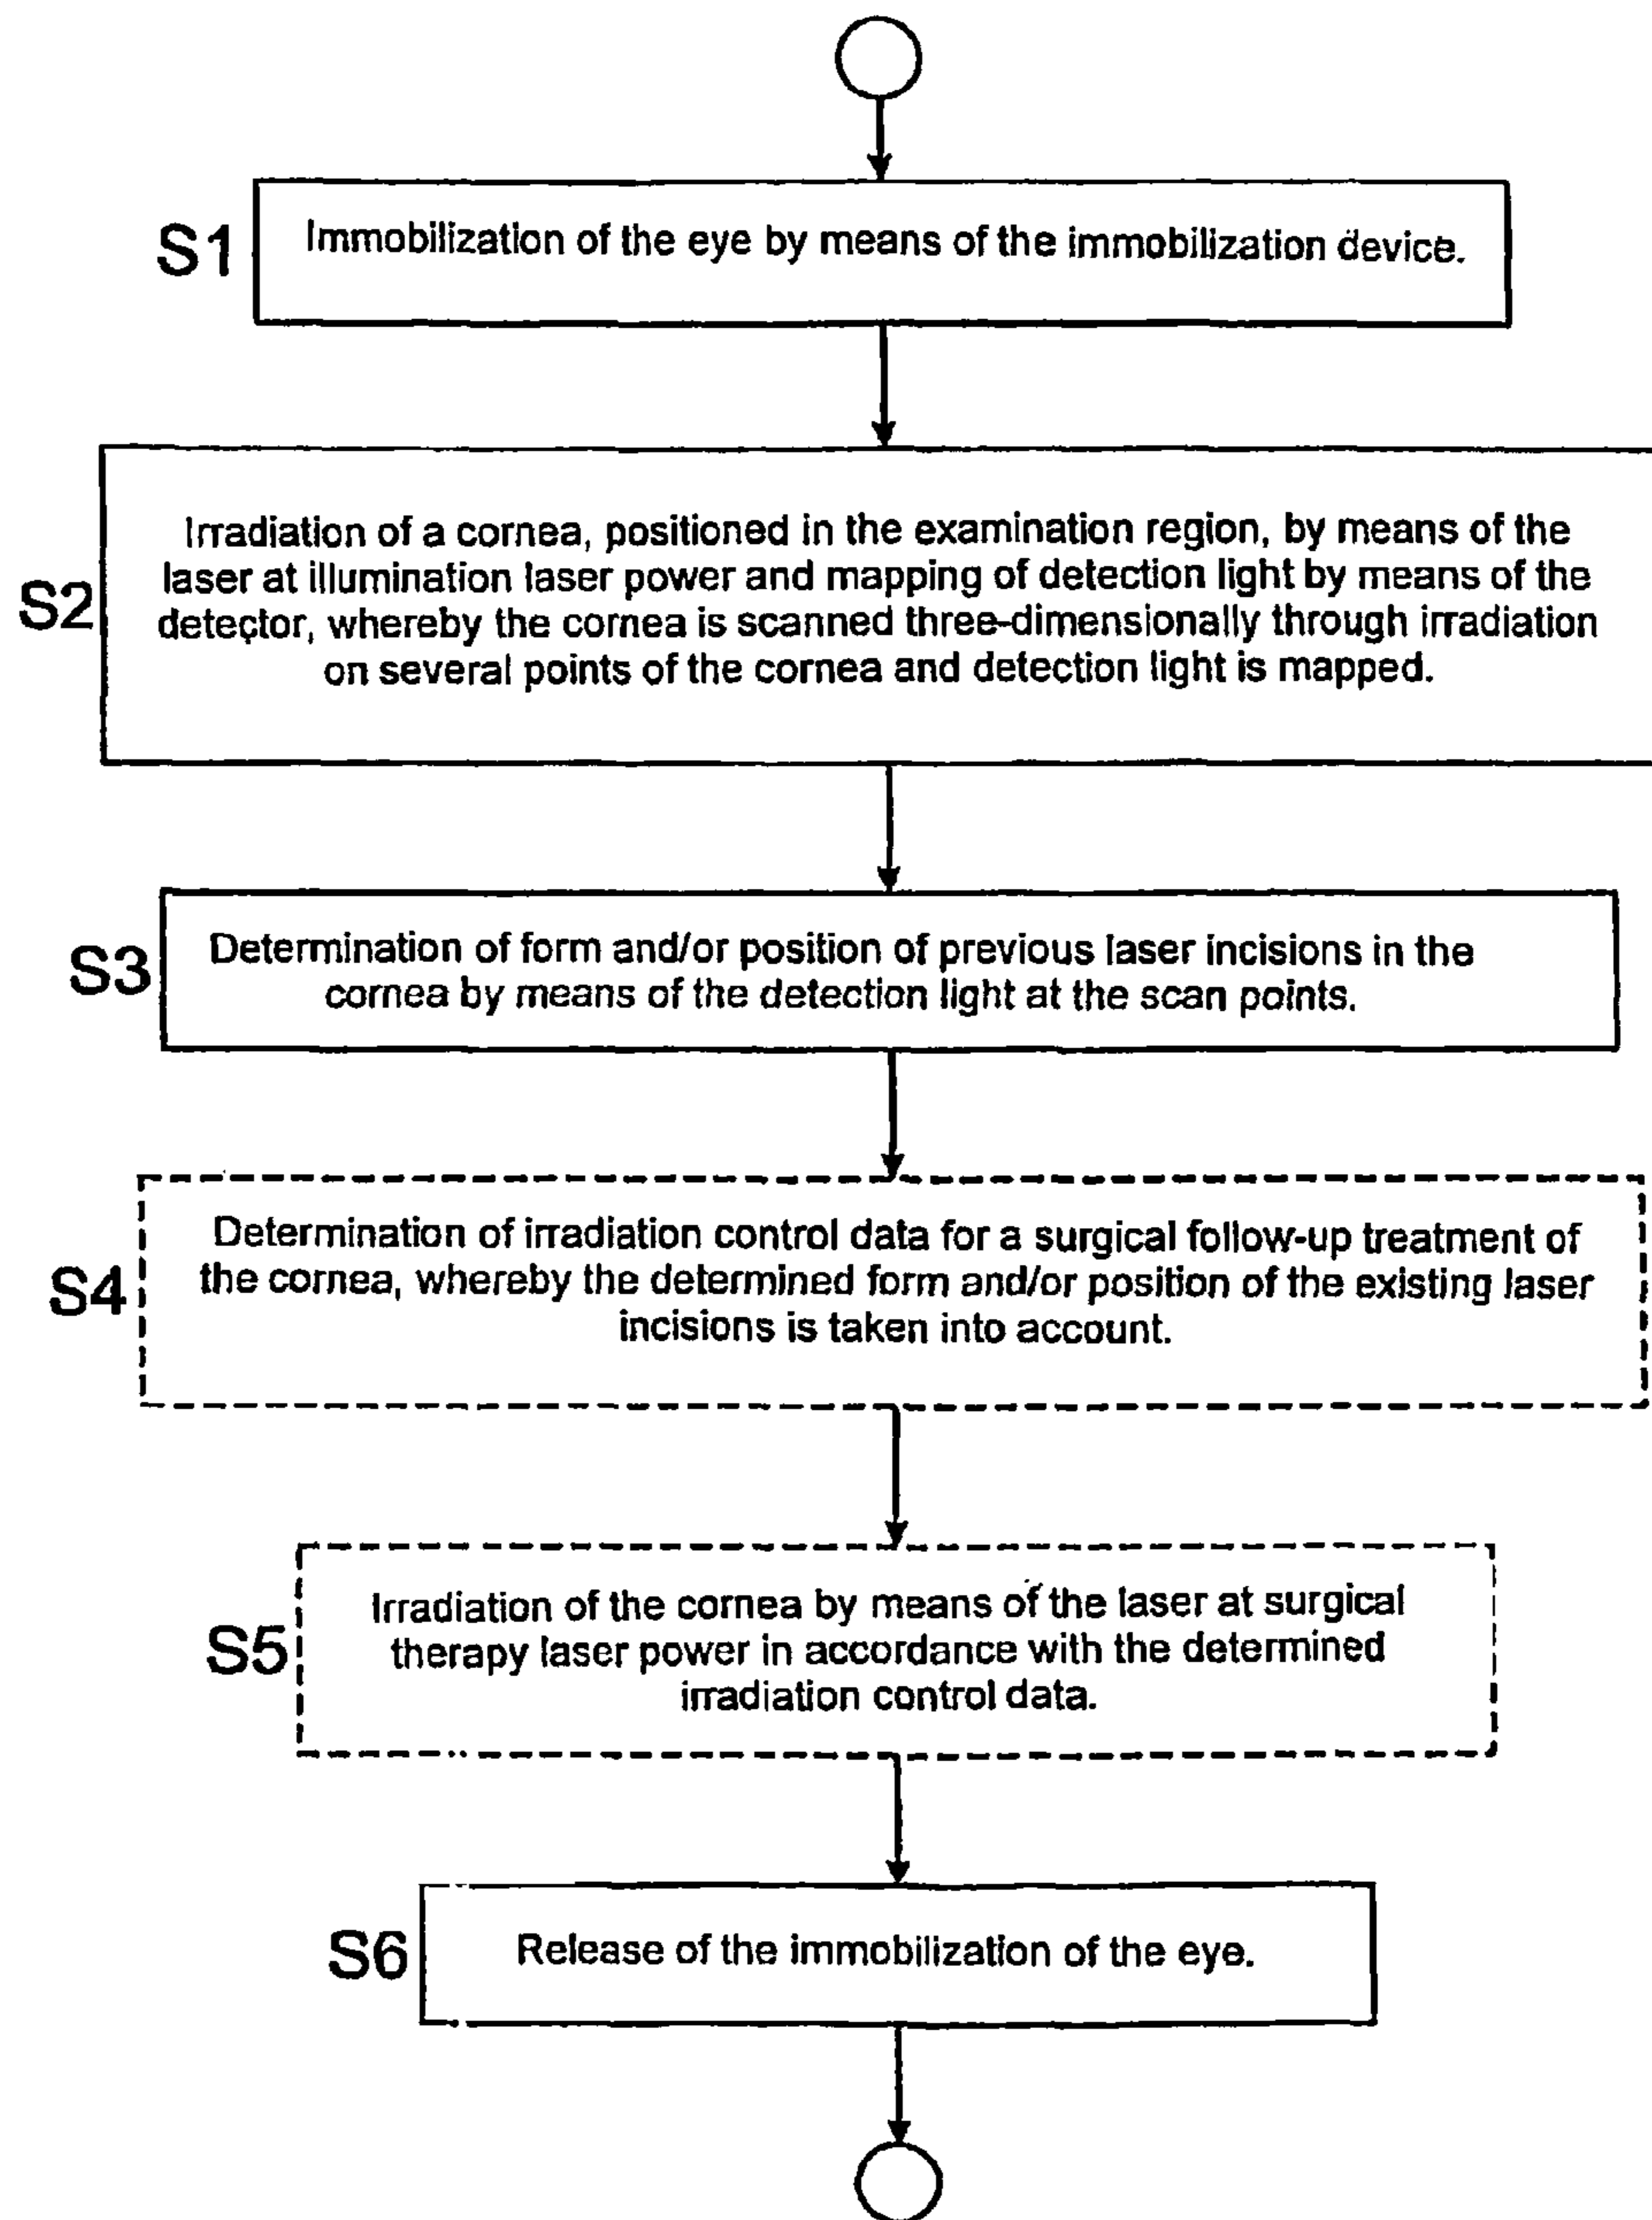 S1
Immobilization of the eye by means of the immobilization device.
S2
Irradiation of a cornea, positioned in the examination region, by means of the
laser at illumination laser power and mapping of detection light by means of the
detector, whereby the cornea is scanned three-dimensionally through irradiation
on several points of the cornea and detection light is mapped.
S3
Determination of form and/or position of previous laser incisions in the
cornea by means of the detection light at the scan points.
S4
Determination of irradiation control data for a surgical follow-up treatment of
the cornea, whereby the determined form and/or position of the existing laser
incisions is taken into account.
S5
Irradiation of the cornea by means of the laser at surgical
therapy laser power in accordance with the determined
irradiation control data.
S6
Release of the immobilization of the eye.